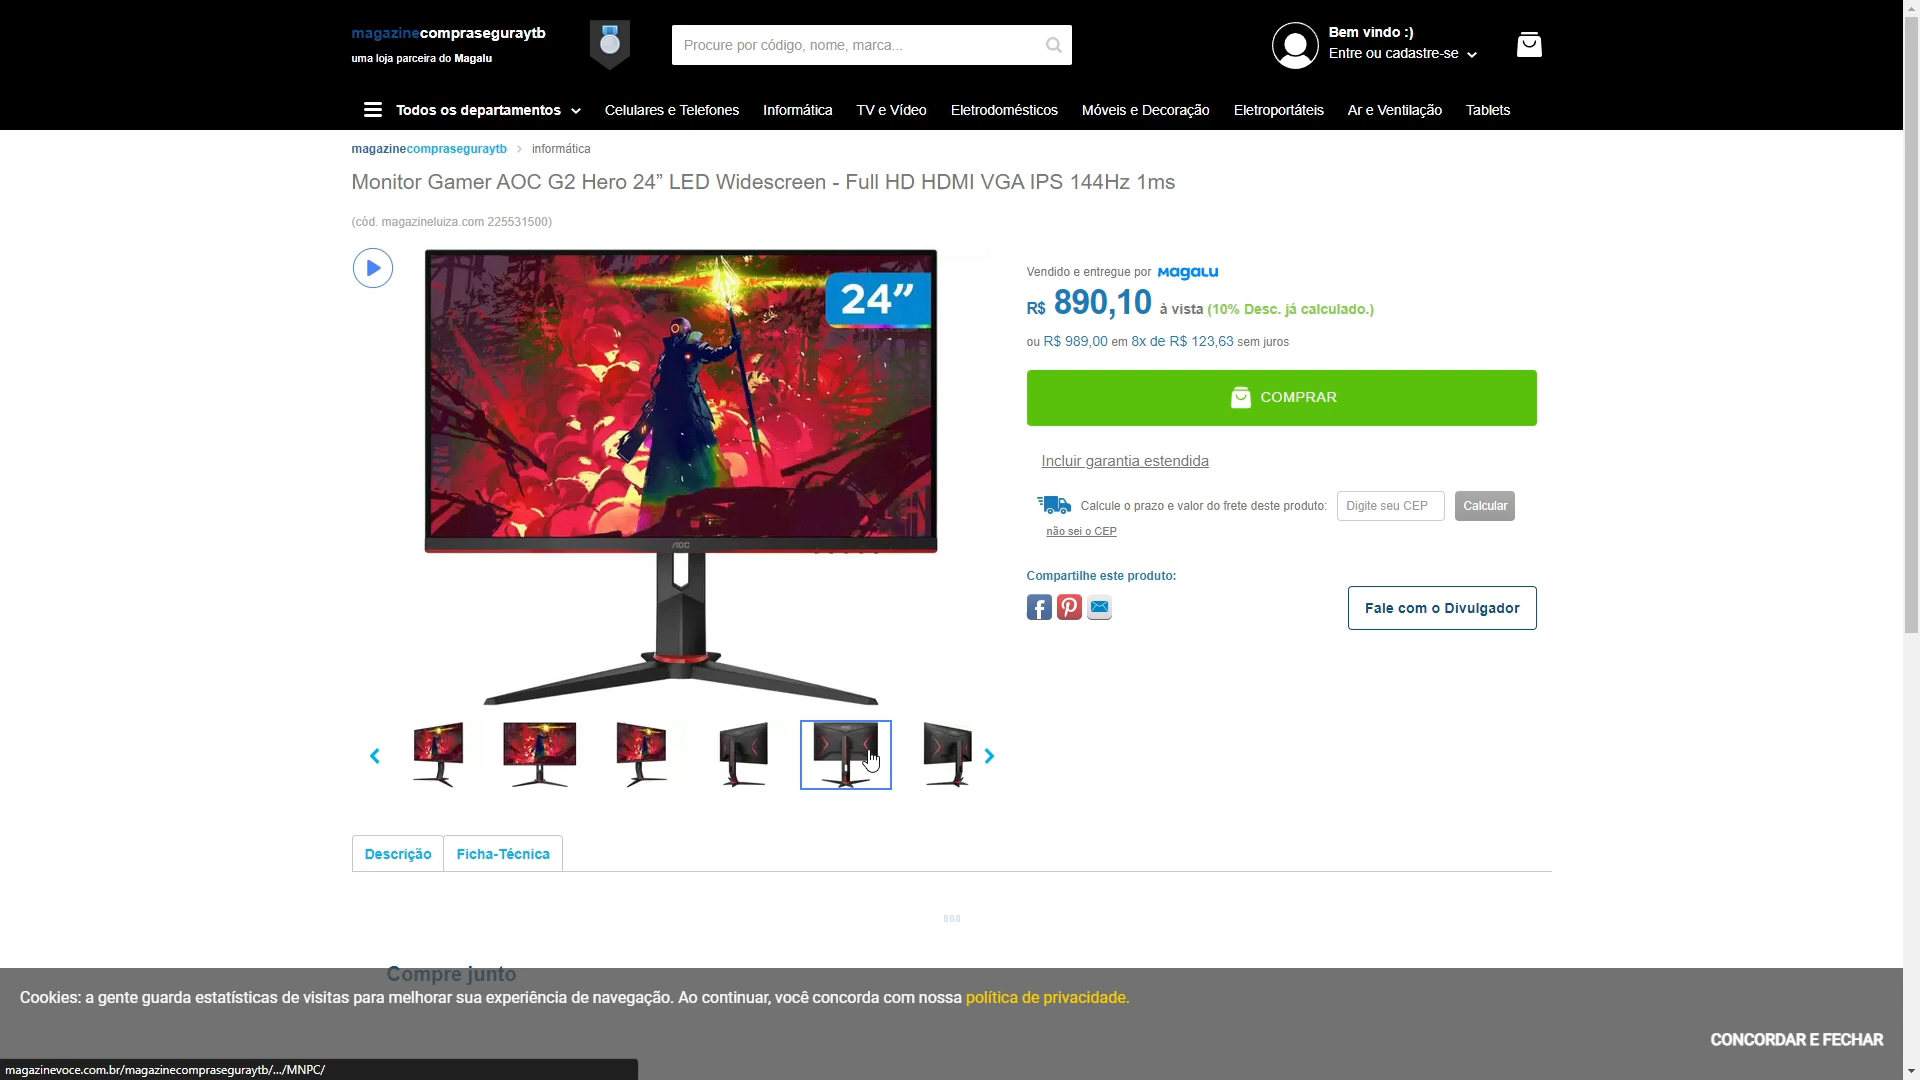 magazinecompraseguraytb
uma loja parceira do Magalu
Procure por código, nome, marca...
Bem vindo :)
Entre ou cadastre-se
Todos os departamentos
Celulares e Telefones
Informática
TV e Vídeo
Eletrodomésticos
Móveis e Decoração
Eletroportáteis
Ar e Ventilação
Tablets
magazinecompraseguraytb > informática
Monitor Gamer AOC G2 Hero 24” LED Widescreen - Full HD HDMI VGA IPS 144Hz 1ms
(cód. magazineluiza.com 225531500)
24”
AOC
Vendido e entregue por Magalu
R$ 890,10 à vista (10% Desc. já calculado.)
ou R$ 989,00 em 8x de R$ 123,63 sem juros
COMPRAR
Incluir garantia estendida
Calcule o prazo e valor do frete deste produto:
Digite seu CEP
Calcular
não sei o CEP
Compartilhe este produto:
Fale com o Divulgador
Descrição
Ficha-Técnica
Compre junto
Cookies: a gente guarda estatísticas de visitas para melhorar sua experiência de navegação. Ao continuar, você concorda com nossa política de privacidade.
CONCORDAR E FECHAR
magazinevoce.com.br/magazinecompraseguraytb/.../MNPC/